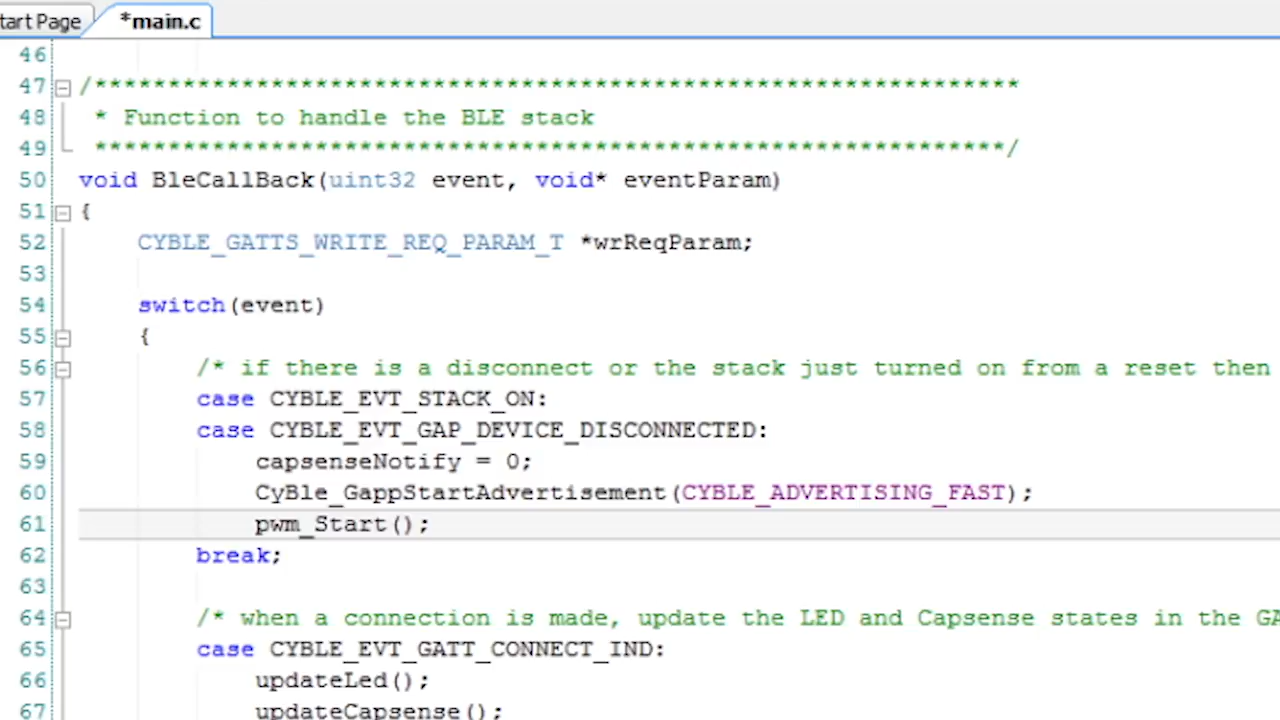 tart Page
*main.c
46
47 /***************************************************************
48 * Function to handle the BLE stack
49 **************************************************************/
50 void BleCallBack(uint32 event, void* eventParam)
51 {
52 CYBLE_GATTS_WRITE_REQ_PARAM_T *wrReqParam;
53
54 switch(event)
55 {
56 /* if there is a disconnect or the stack just turned on from a reset then
57 case CYBLE_EVT_STACK_ON:
58 case CYBLE_EVT_GAP_DEVICE_DISCONNECTED:
59 capsenseNotify = 0;
60 CyBle_GappStartAdvertisement(CYBLE_ADVERTISING_FAST);
61 pwm_Start();
62 break;
63
64 /* when a connection is made, update the LED and Capsense states in the GA
65 case CYBLE_EVT_GATT_CONNECT_IND:
66 updateLed();
67 updateCapsense();